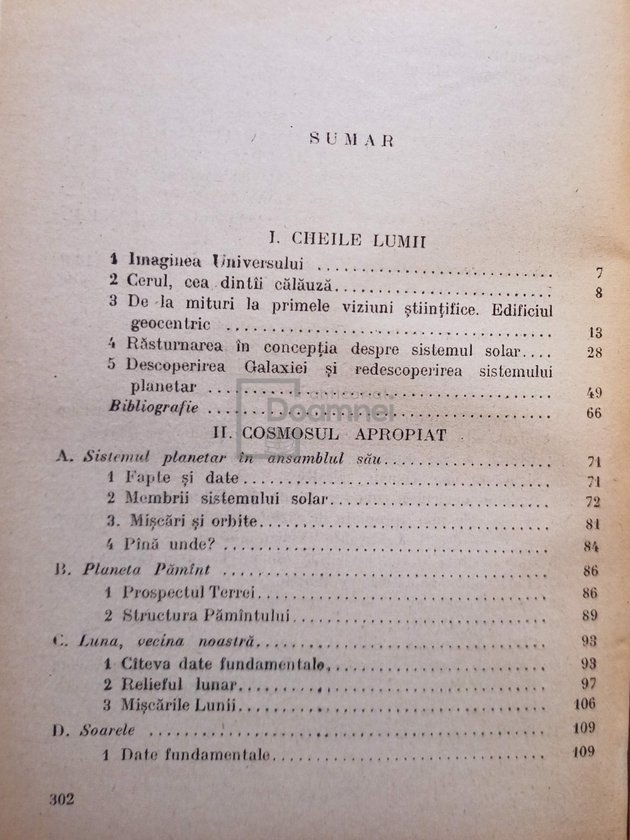 SUMAR
I. CHEILE LUMII
1 Imaginea Universului .......................... 7
2 Cerul, cea dintîi călăuză.......................... 8
3 De la mituri la primele viziuni științifice. Edificiul
geocentric .......................... 13
4 Răsturnarea în concepția despre sistemul solar.... 28
5 Descoperirea Galaxiei și redescoperirea sistemului
planetar .......................... 49
Bibliografie .......................... 66
II. COSMOSUL APROPIAT
A. Sistemul planetar în ansamblul său.......................... 71
1 Fapte și date.......................... 71
2 Membrii sistemului solar.......................... 72
3. Mișcări și orbite.......................... 81
4 Pînă unde? .......................... 84
B. Planeta Pămînt .......................... 86
1 Prospectul Terrei.......................... 86
2 Structura Pămîntului.......................... 89
C. Luna, vecina noastră.......................... 93
1 Cîteva date fundamentale.......................... 93
2 Relieful lunar.......................... 97
3 Mișcările Lunii.......................... 106
D. Soarele .......................... 109
1 Date fundamentale.......................... 109
302